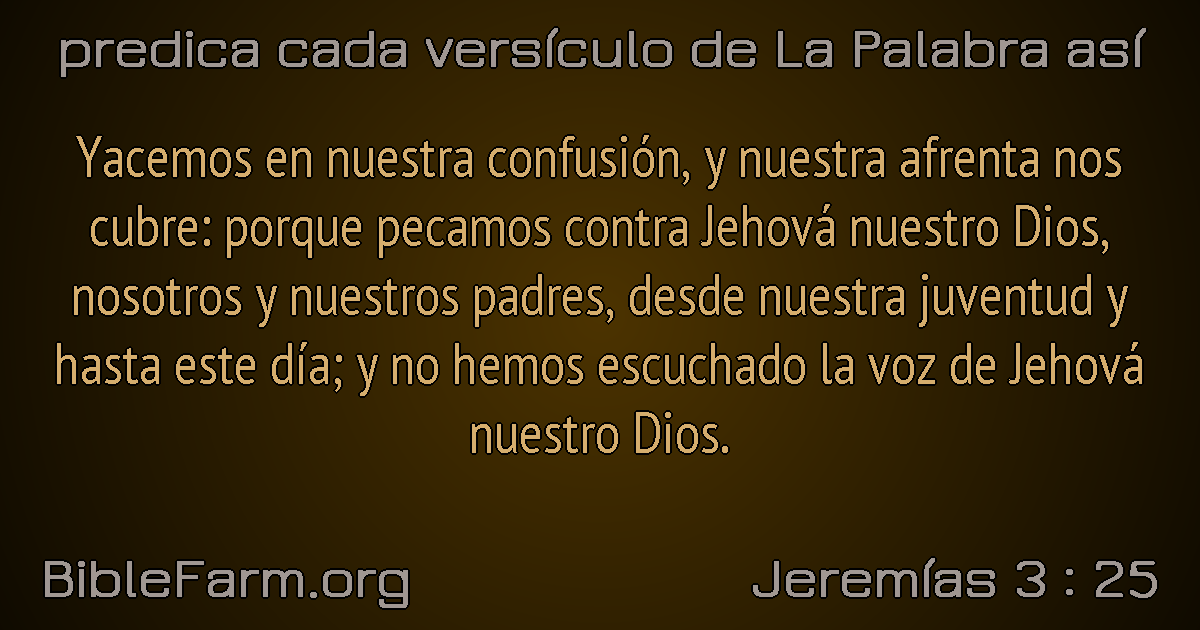 predica cada versículo de La Palabra así
Yacemos en nuestra confusión, y nuestra afrenta nos
cubre: porque pecamos contra Jehová nuestro Dios,
nosotros y nuestros padres, desde nuestra juventud y
hasta este día; y no hemos escuchado la voz de Jehová
nuestro Dios.
BibleFarm.org
Jeremías 3 : 25